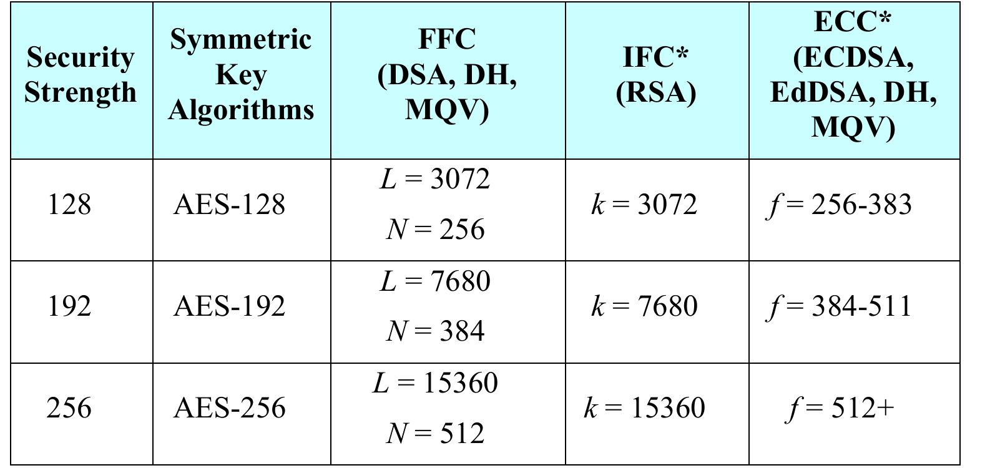 Security
Strength
Symmetric
Key
Algorithms
FFC
(DSA, DH,
MQV)
IFC*
(RSA)
ECC*
(ECDSA,
EdDSA, DH,
MQV)
128
AES-128
L = 3072
N = 256
k = 3072
f = 256-383
192
AES-192
L = 7680
N = 384
k = 7680
f = 384-511
256
AES-256
L = 15360
N = 512
k = 15360
f = 512+